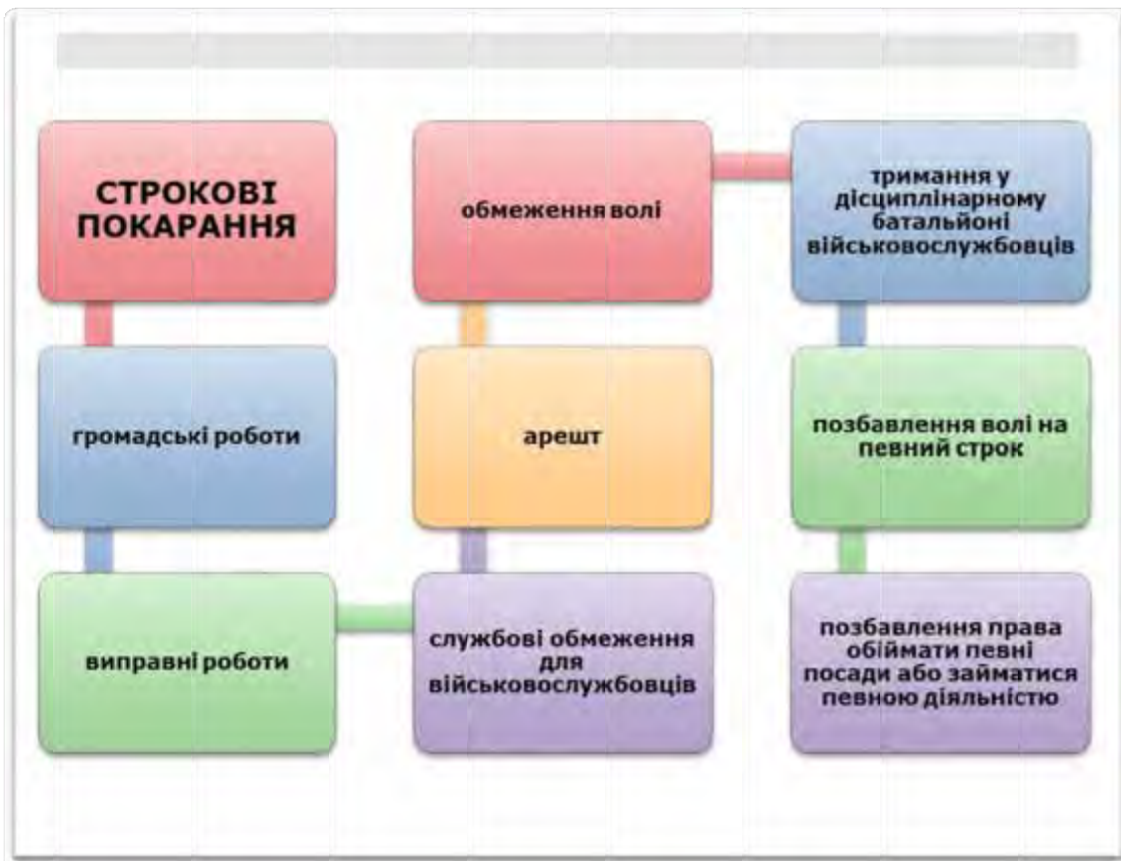 СТРОКОВІ
ПОКАРАННЯ
громадські роботи
виправні роботи
службові обмеження
для
військовослужбовців
арешт
обмеження волі
тримання у
дісциплінарному
батальйоні
військовослужбовців
позбавлення волі на
певний строк
позбавлення права
обіймати певні
посади або займатися
певною діяльністю